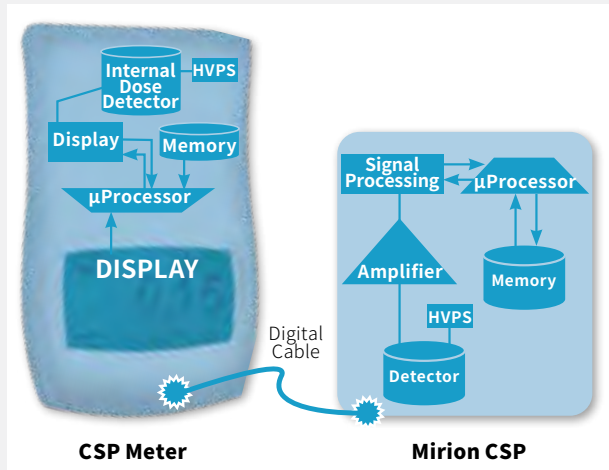 Internal
Dose
Detector
HVPS
Display
Memory
µProcessor
DISPLAY
CSP Meter
Digital
Cable
Signal
Processing
µProcessor
Amplifier
Memory
HVPS
Detector
Mirion CSP